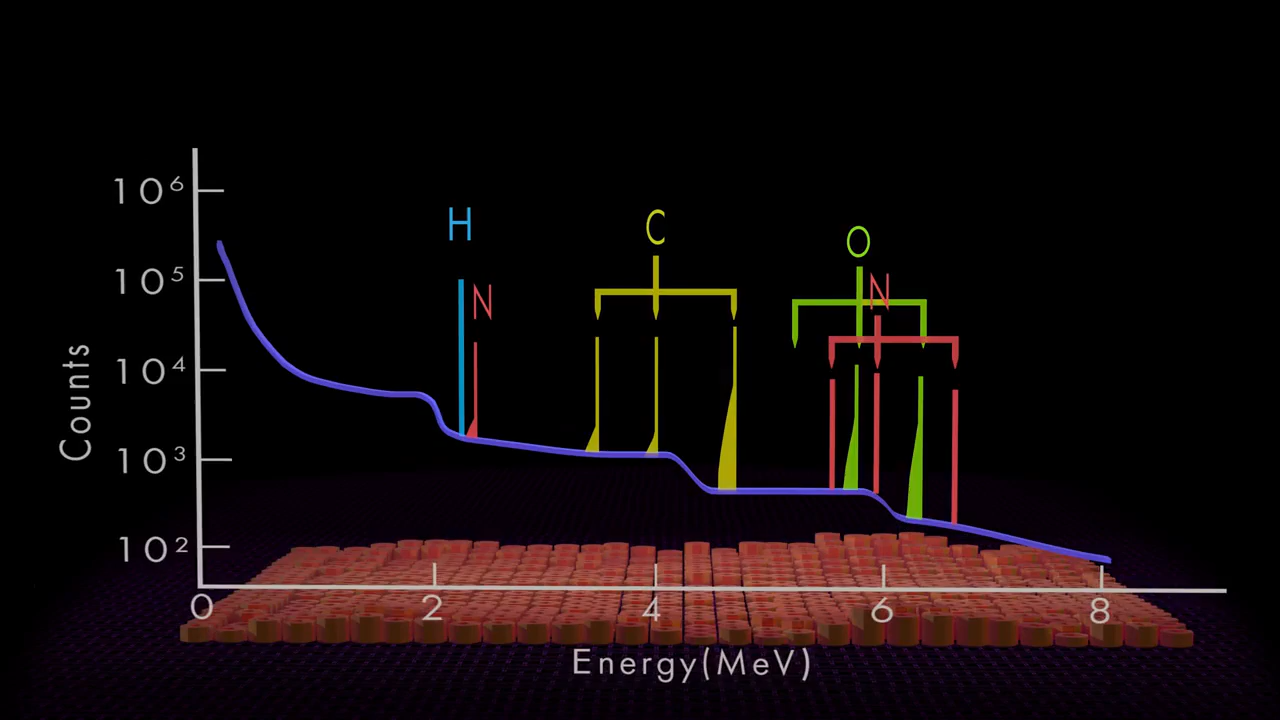 10⁶
H
C
O
10⁵
N
N
10⁴
Counts
10³
10²
0 2 4 6 8
Energy(MeV)